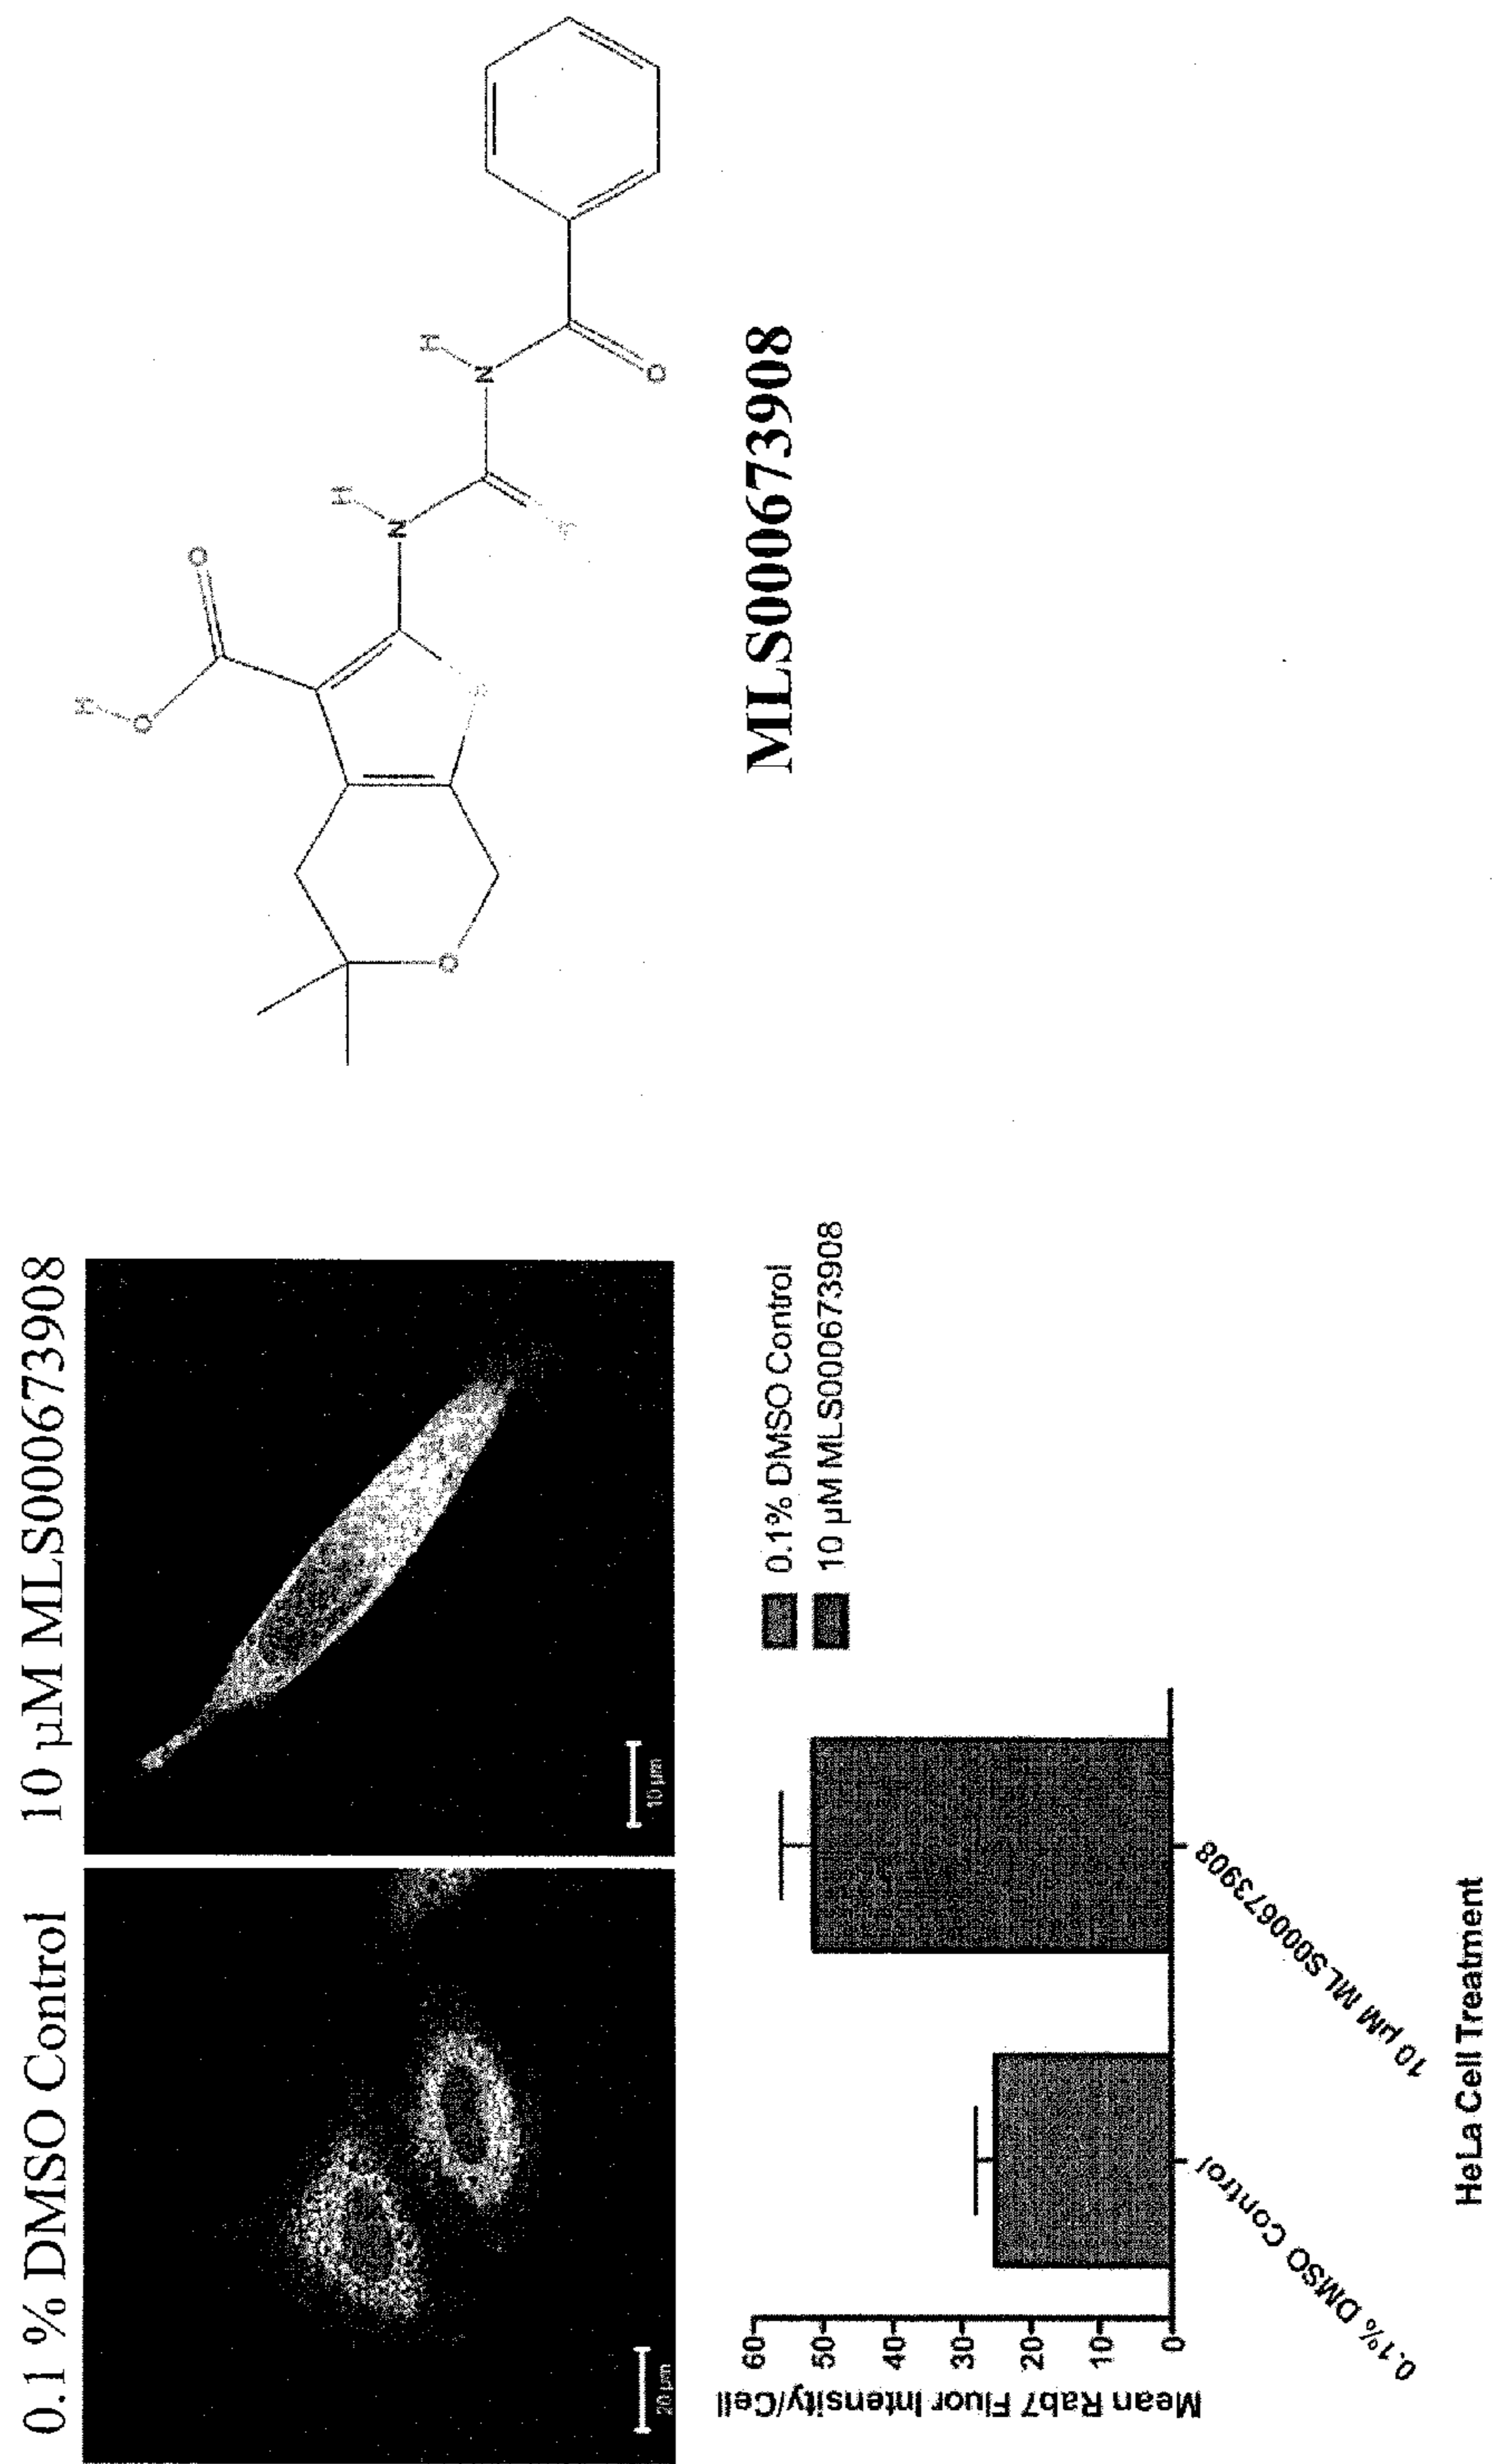 0.1 % DMSO Control
10 µM MLS000673908
20 µm
10 µm
H
O
O
H
N
H
N
S
S
O
O
MLS000673908
0.1% DMSO Control
10 µM MLS000673908
Mean Rab7 Fluor Intensity/Cell
60
50
40
30
20
10
0
0.1% DMSO Control
10 µM MLS000673908
HeLa Cell Treatment